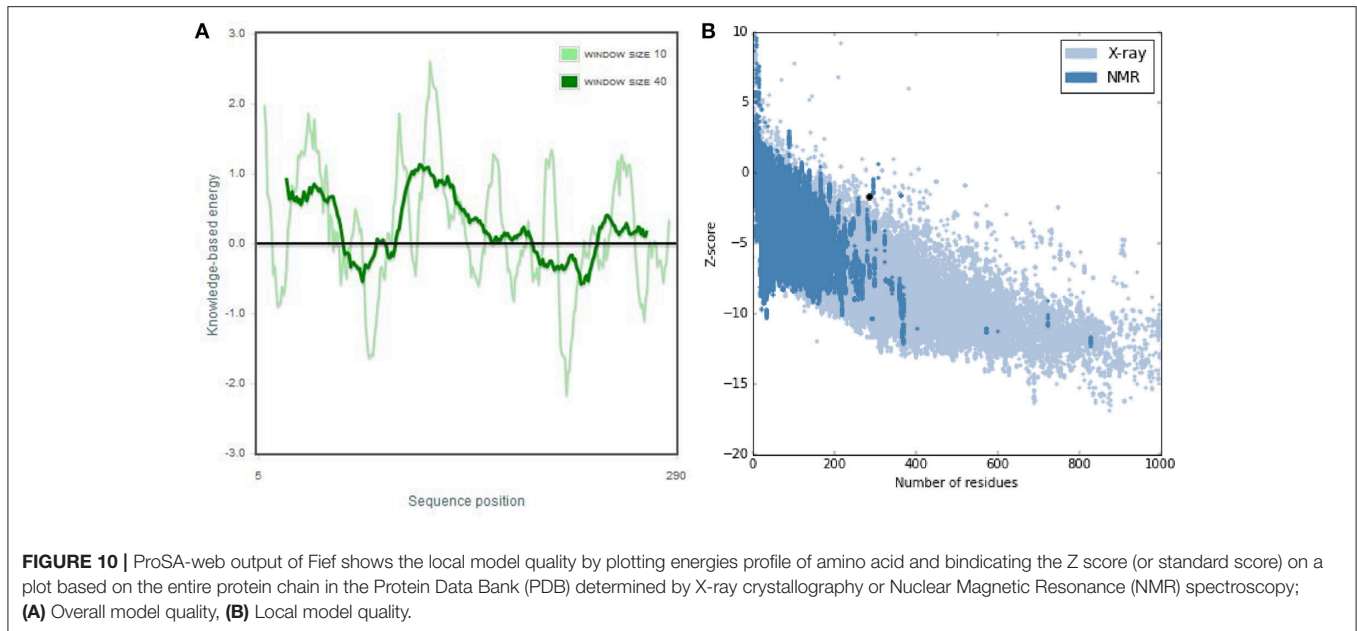 A
3.0
2.0
1.0
0.0
-1.0
-2.0
-3.0
Knowledge-based energy
WINDOW SIZE 10
WINDOW SIZE 40
5
290
Sequence position
B
10
5
0
−5
−10
−15
−20
Z-score
X-ray
NMR
0
200
400
600
800
1000
Number of residues
FIGURE 10 | ProSA-web output of Fief shows the local model quality by plotting energies profile of amino acid and bindicating the Z score (or standard score) on a
plot based on the entire protein chain in the Protein Data Bank (PDB) determined by X-ray crystallography or Nuclear Magnetic Resonance (NMR) spectroscopy;
(A) Overall model quality, (B) Local model quality.